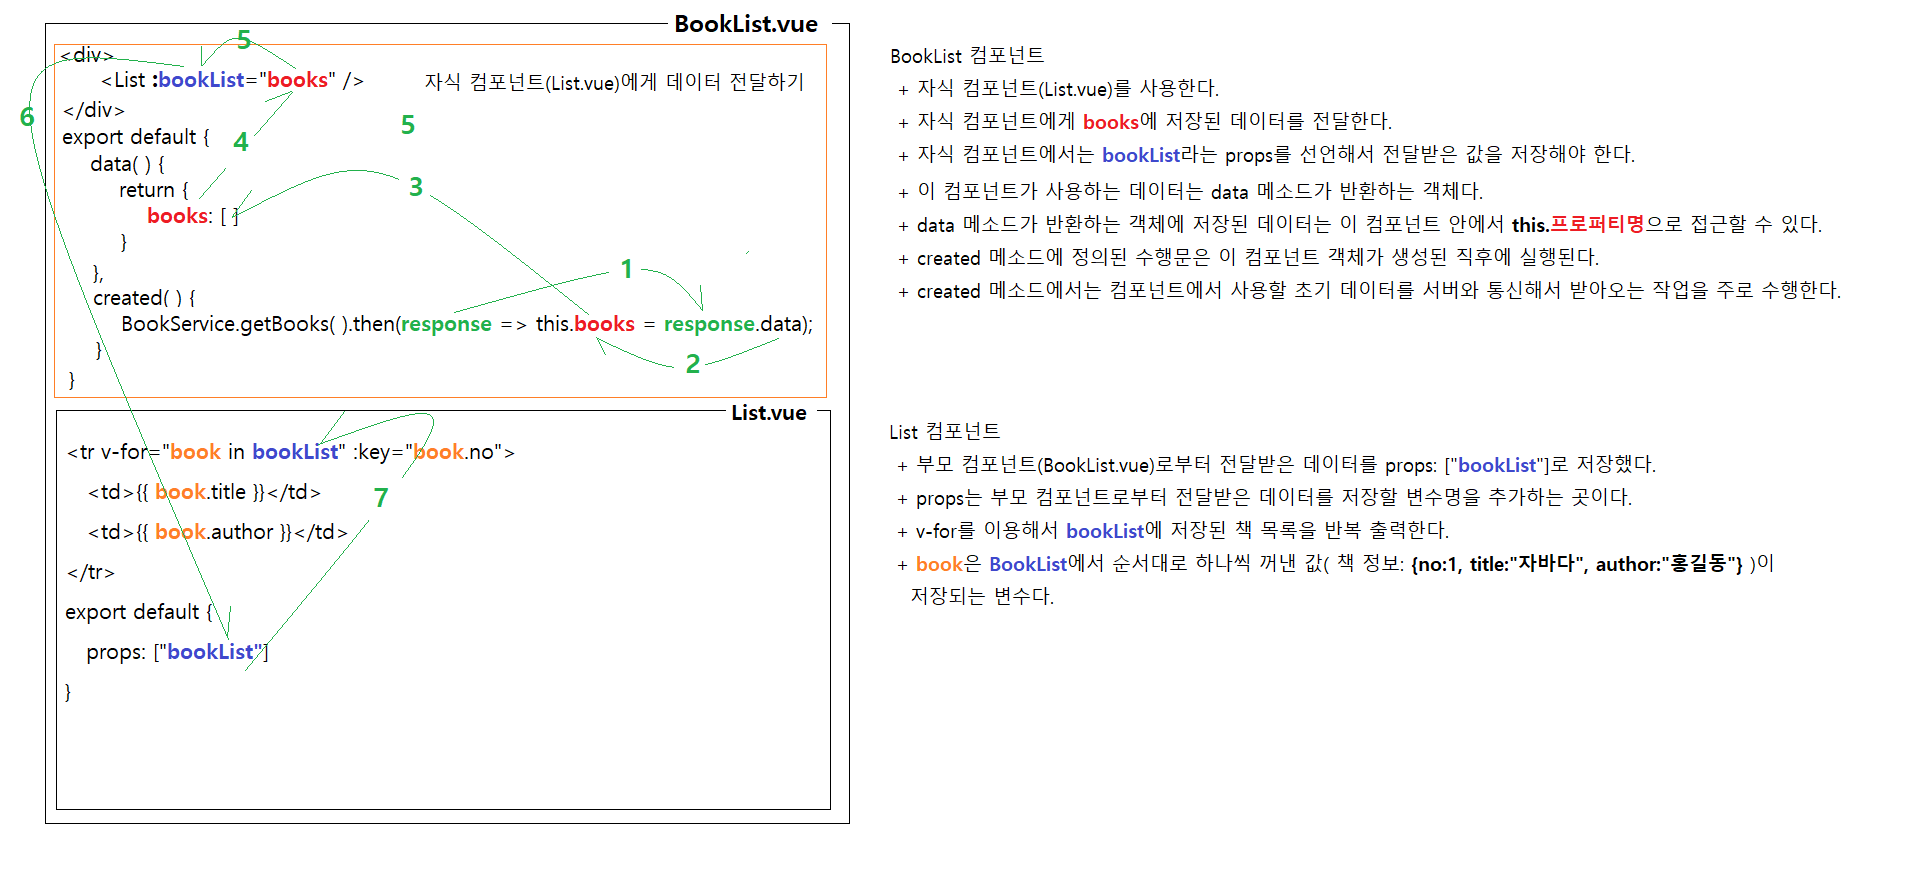 BookList.vue
5
<div>
<List :bookList="books" />
자식 컴포넌트(List.vue)에게 데이터 전달하기
6
</div>
5
export default {
4
data( ) {
return {
3
books: [ ]
}
},
1
created( ) {
BookService.getBooks( ).then(response => this.books = response.data);
}
2
}
List.vue
<tr v-for="book in bookList" :key="book.no">
<td>{{ book.title }}</td>
7
<td>{{ book.author }}</td>
</tr>
export default {
props: ["bookList"]
}
BookList 컴포넌트
+ 자식 컴포넌트(List.vue)를 사용한다.
+ 자식 컴포넌트에게 books에 저장된 데이터를 전달한다.
+ 자식 컴포넌트에서는 bookList라는 props를 선언해서 전달받은 값을 저장해야 한다.
+ 이 컴포넌트가 사용하는 데이터는 data 메소드가 반환하는 객체다.
+ data 메소드가 반환하는 객체에 저장된 데이터는 이 컴포넌트 안에서 this.프로퍼티명으로 접근할 수 있다.
+ created 메소드에 정의된 수행문은 이 컴포넌트 객체가 생성된 직후에 실행된다.
+ created 메소드에서는 컴포넌트에서 사용할 초기 데이터를 서버와 통신해서 받아오는 작업을 주로 수행한다.
List 컴포넌트
+ 부모 컴포넌트(BookList.vue)로부터 전달받은 데이터를 props: ["bookList"]로 저장했다.
+ props는 부모 컴포넌트로부터 전달받은 데이터를 저장할 변수명을 추가하는 곳이다.
+ v-for를 이용해서 bookList에 저장된 책 목록을 반복 출력한다.
+ book은 BookList에서 순서대로 하나씩 꺼낸 값( 책 정보: {no:1, title:"자바다", author:"홍길동"} )이
저장되는 변수다.